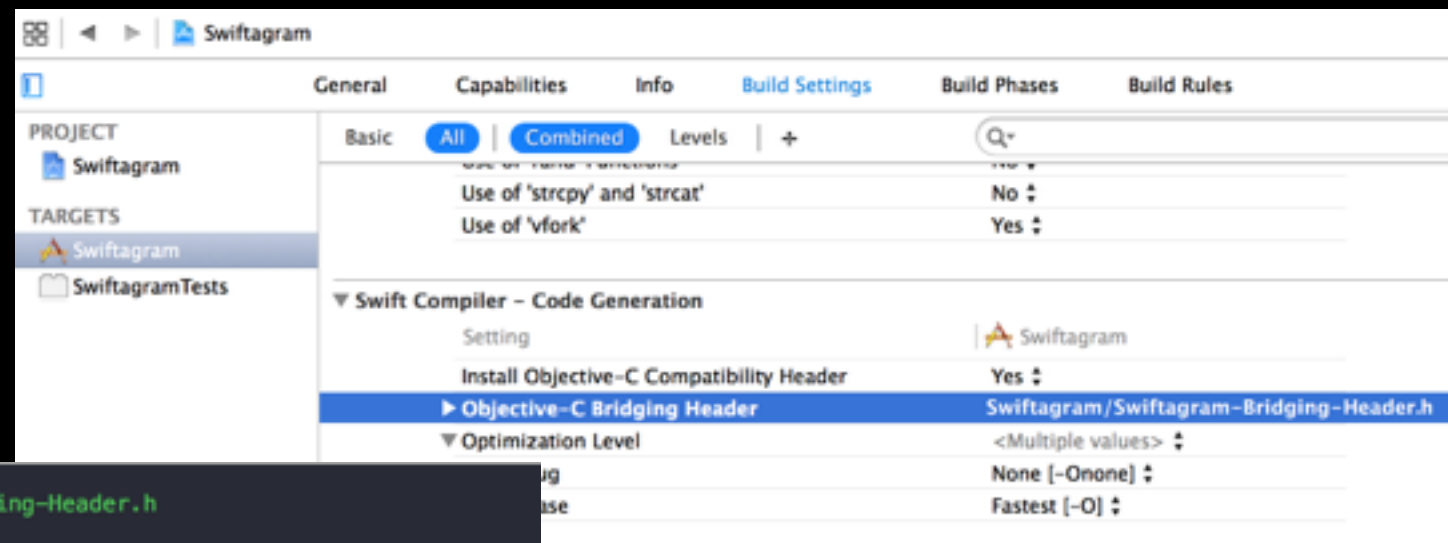 Swiftagram
General Capabilities Info Build Settings Build Phases Build Rules
PROJECT
Swiftagram
TARGETS
Swiftagram
SwiftagramTests
Basic All Combined Levels +
Use of 'strcpy' and 'strcat' No
Use of 'vfork' Yes
Swift Compiler – Code Generation
Setting Swiftagram
Install Objective-C Compatibility Header Yes
Objective-C Bridging Header Swiftagram/Swiftagram-Bridging-Header.h
Optimization Level <Multiple values>
None [-Onone]
Fastest [-O]
ing-Header.h